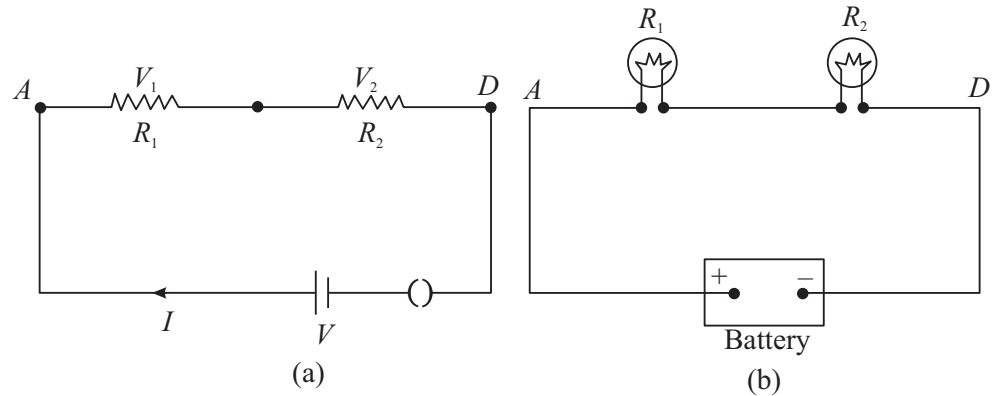 A
V₁
V₂
D
R₁
R₂
I
V
(a)
R₁
R₂
A
D
+
−
Battery
(b)